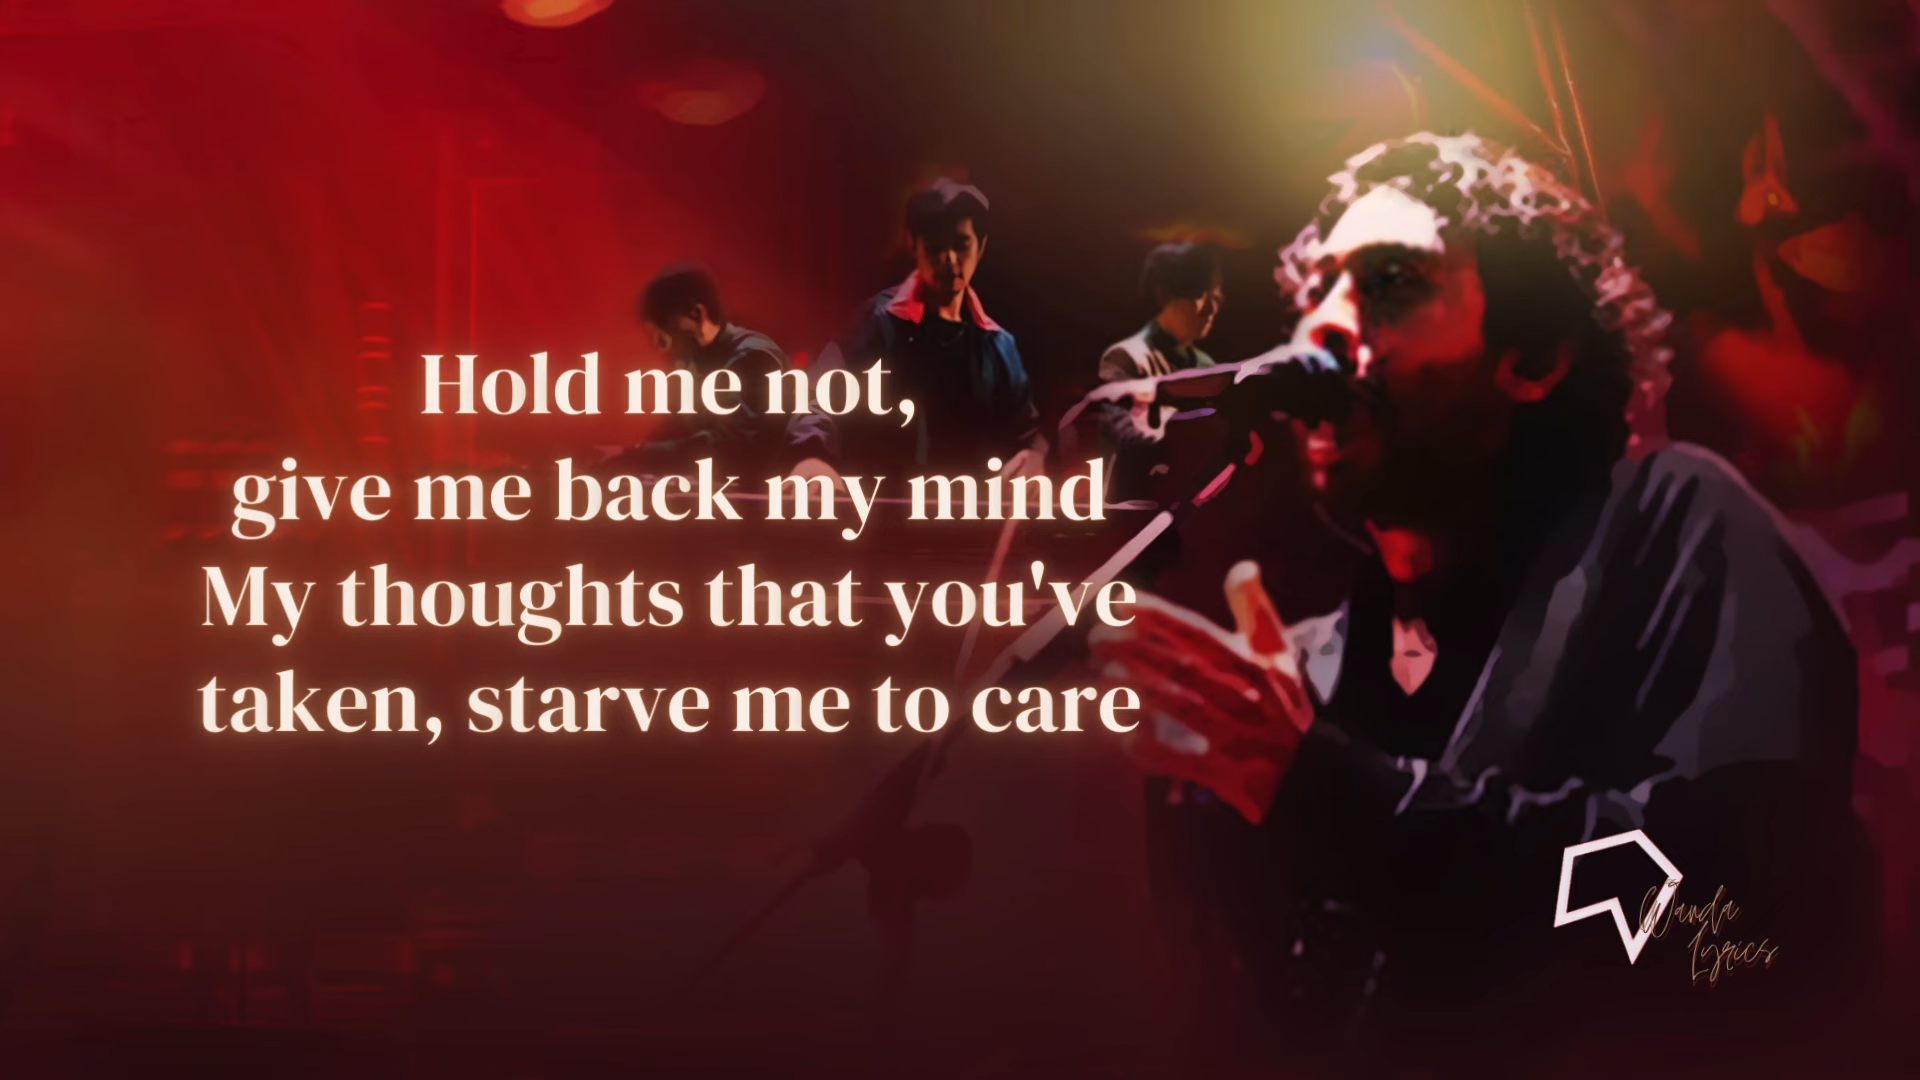 Hold me not,
give me back my mind
My thoughts that you've
taken, starve me to care
Wanda
Lyrics